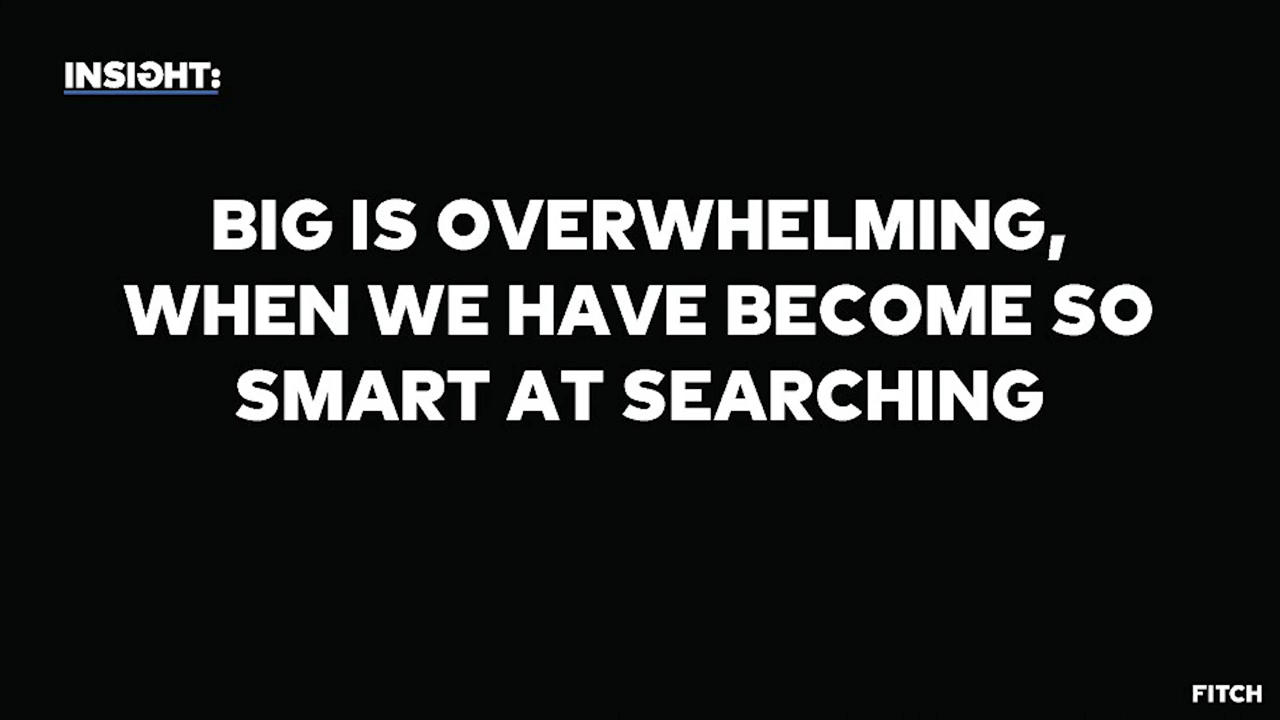 INSIGHT:
BIG IS OVERWHELMING,
WHEN WE HAVE BECOME SO
SMART AT SEARCHING
FITCH